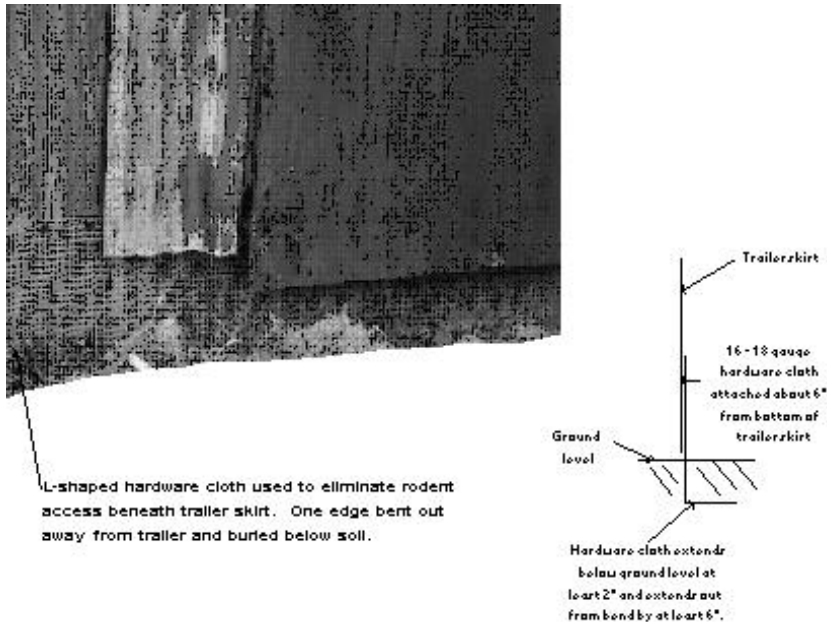 L-shaped hardware cloth used to eliminate rodent
access beneath trailer skirt. One edge bent out
away from trailer and buried below soil.
Trailer skirt
16-18 gauge
hardware cloth
attached about 6"
from bottom of
trailer skirt
Ground
level
Hardware cloth extends
below ground level at
least 2" and extends out
from bend by at least 6".